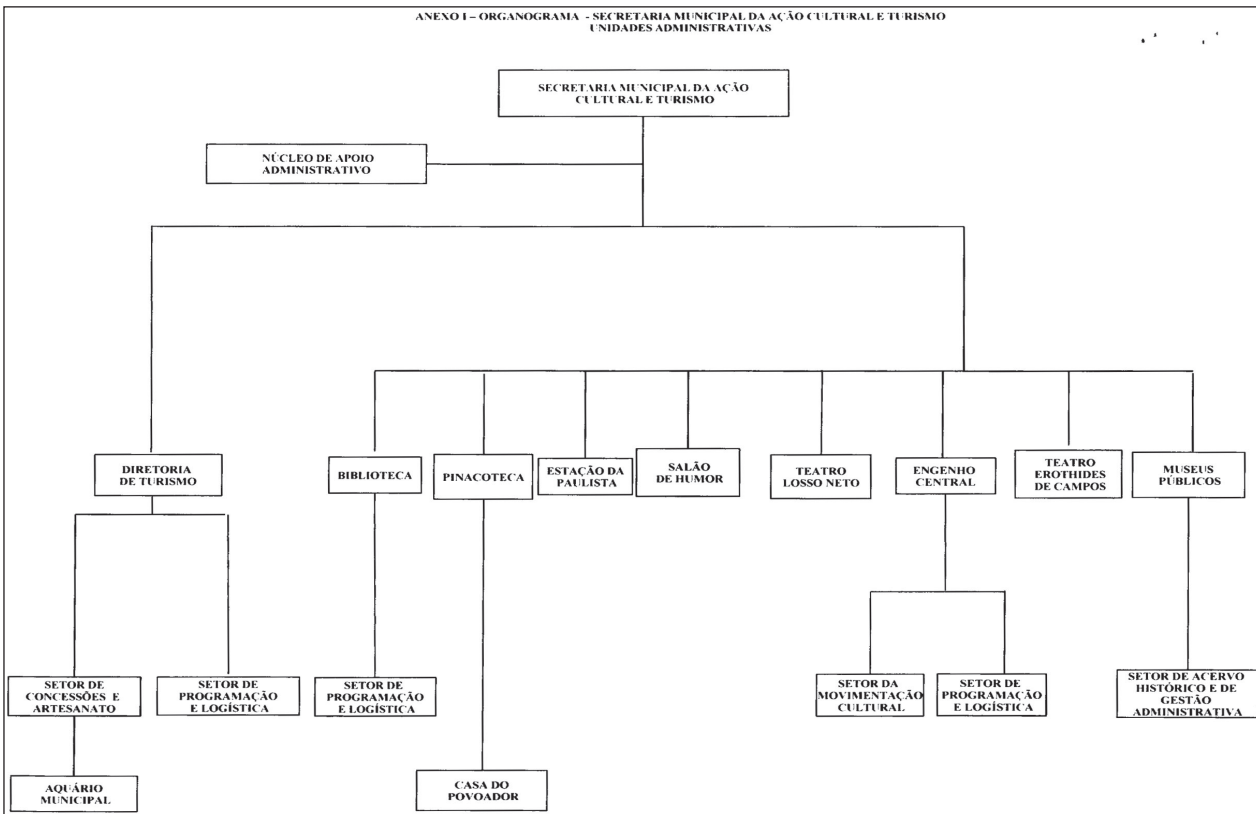 ANEXO I – ORGANOGRAMA - SECRETARIA MUNICIPAL DA AÇÃO CULTURAL E TURISMO
UNIDADES ADMINISTRATIVAS
SECRETARIA MUNICIPAL DA AÇÃO
CULTURAL E TURISMO
NÚCLEO DE APOIO
ADMINISTRATIVO
DIRETORIA
DE TURISMO
BIBLIOTECA
PINACOTECA
ESTAÇÃO DA
PAULISTA
SALÃO
DE HUMOR
TEATRO
LOSSO NETO
ENGENHO
CENTRAL
TEATRO
EROTHIDES
DE CAMPOS
MUSEUS
PÚBLICOS
SETOR DE
CONCESSÕES E
ARTESANATO
SETOR DE
PROGRAMAÇÃO
E LOGÍSTICA
SETOR DE
PROGRAMAÇÃO
E LOGÍSTICA
SETOR DA
MOVIMENTAÇÃO
CULTURAL
SETOR DE
PROGRAMAÇÃO
E LOGÍSTICA
SETOR DE ACERVO
HISTÓRICO E DE
GESTÃO
ADMINISTRATIVA
AQUÁRIO
MUNICIPAL
CASA DO
POVOADOR